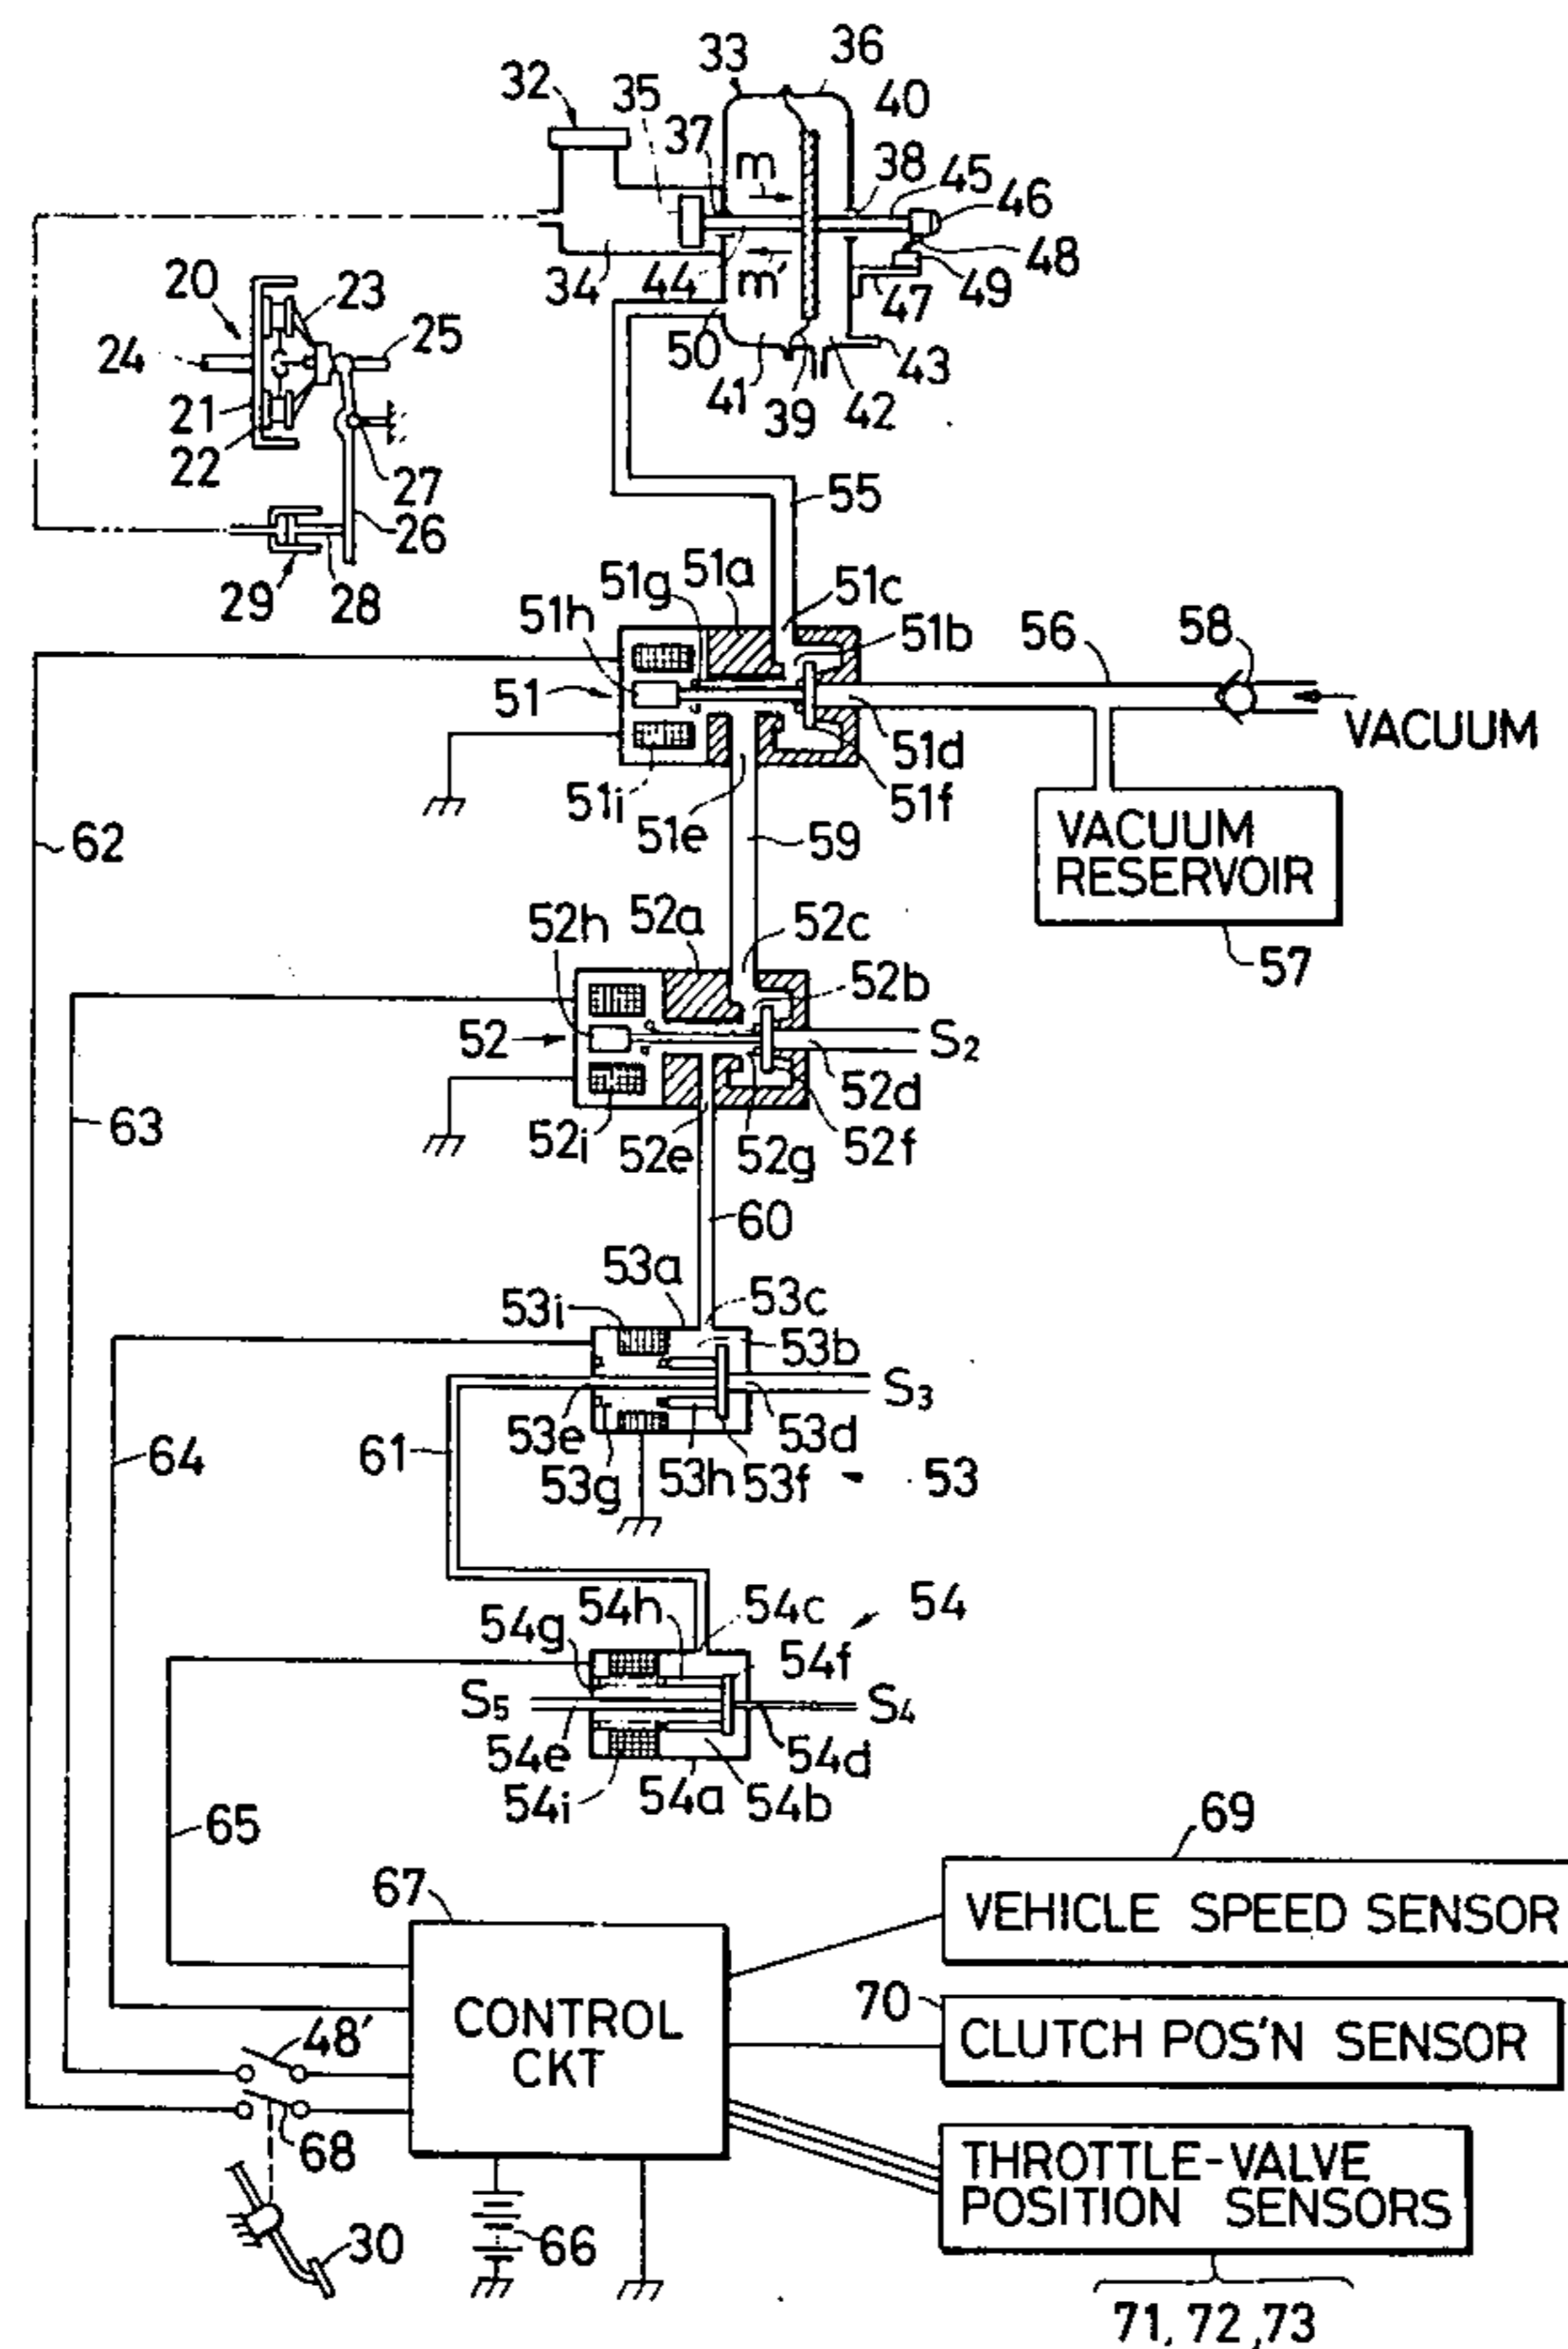 33
36
32
35
40
37
m
38
45
46
34
44
m'
48
20
23
47
49
24
25
50
43
21
41
39
42
22
27
26
55
29
28
51g
51a
51c
51h
51b
56
58
51
VACUUM
51d
51i
51f
51e
59
62
VACUUM
RESERVOIR
52h
52a
52c
57
52b
52
S2
52d
63
52i
52e
52g
52f
60
53a
53i
53c
53b
S3
64
61
53e
53d
53g
53h
53f
53
54h
54c
54
54g
54f
S5
S4
54e
54d
54i
54a
54b
65
69
67
VEHICLE SPEED SENSOR
70
CONTROL
CKT
48'
CLUTCH POS'N SENSOR
68
THROTTLE-VALVE
POSITION SENSORS
30
66
71, 72, 73